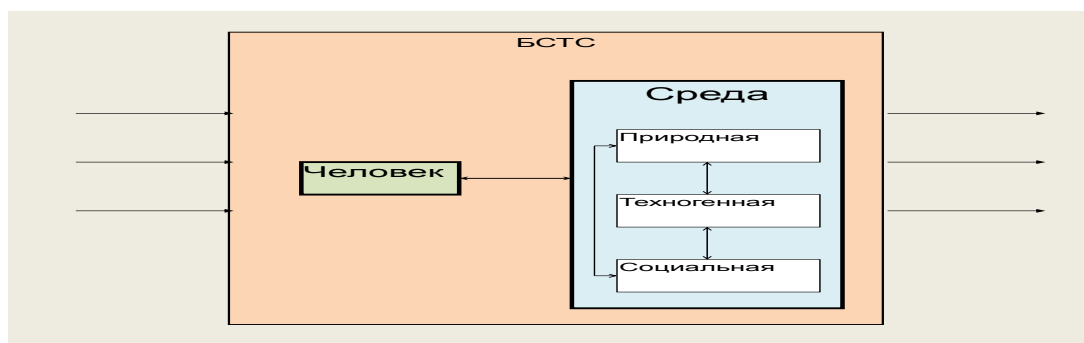 БСТС
Среда
Природная
Человек
Техногенная
Социальная